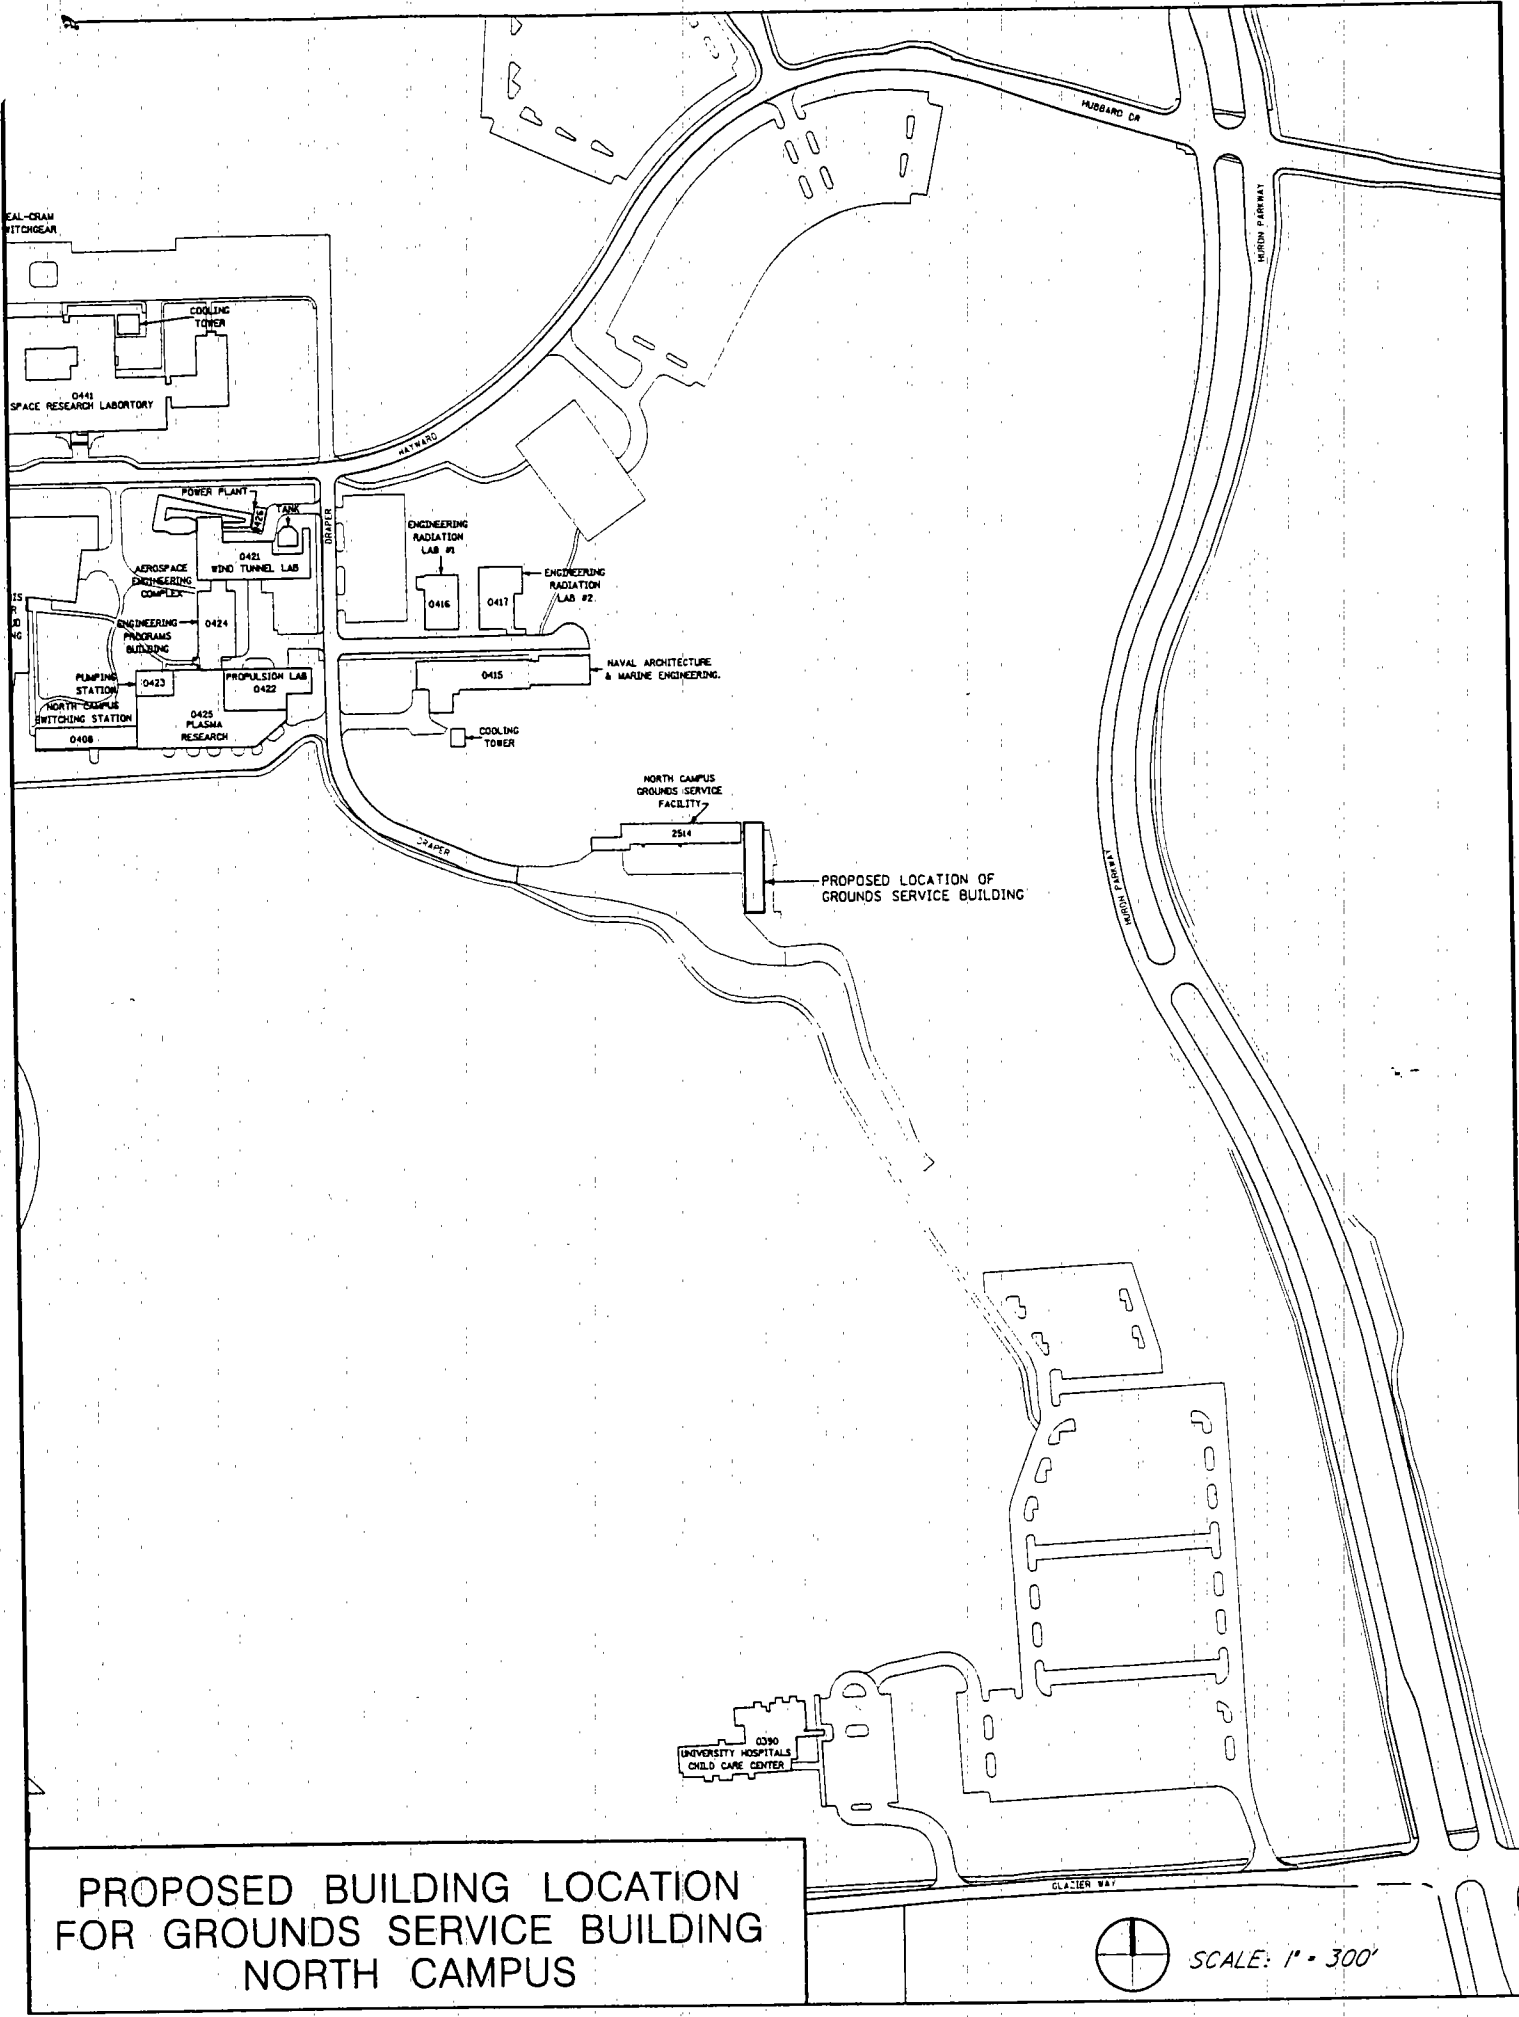 HUBBARD DR
HURON PARKWAY
EAL-CRAM
WITCHGEAR
COOLING
TOWER
0441
SPACE RESEARCH LABORTORY
HAYWARD
POWER PLANT
0426
TANK
DRAPER
0421
WIND TUNNEL LAB
AEROSPACE
ENGINEERING
COMPLEX
ENGINEERING
RADIATION
LAB #1
0416
0417
ENGINEERING
RADIATION
LAB #2
ENGINEERING
PROGRAMS
BUILDING
0424
IS
R
NG
PUMPING
STATION
0423
PROPULSION LAB
0422
0415
NAVAL ARCHITECTURE
& MARINE ENGINEERING.
NORTH CAMPUS
SWITCHING STATION
0408
0425
PLASMA
RESEARCH
COOLING
TOWER
NORTH CAMPUS
GROUNDS SERVICE
FACILITY
2514
DRAPER
PROPOSED LOCATION OF
GROUNDS SERVICE BUILDING
HURON PARKWAY
0390
UNIVERSITY HOSPITALS
CHILD CARE CENTER
GLACIER WAY
PROPOSED BUILDING LOCATION
FOR GROUNDS SERVICE BUILDING
NORTH CAMPUS
SCALE: 1" = 300'